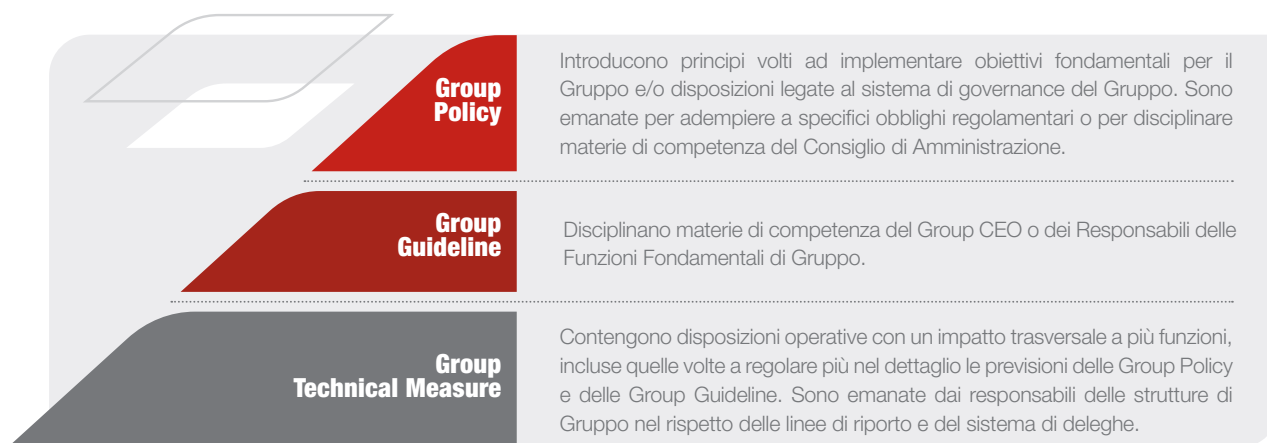 Group
Policy
Introducono principi volti ad implementare obiettivi fondamentali per il
Gruppo e/o disposizioni legate al sistema di governance del Gruppo. Sono
emanate per adempiere a specifici obblighi regolamentari o per disciplinare
materie di competenza del Consiglio di Amministrazione.
Group
Guideline
Disciplinano materie di competenza del Group CEO o dei Responsabili delle
Funzioni Fondamentali di Gruppo.
Group
Technical Measure
Contengono disposizioni operative con un impatto trasversale a più funzioni,
incluse quelle volte a regolare più nel dettaglio le previsioni delle Group Policy
e delle Group Guideline. Sono emanate dai responsabili delle strutture di
Gruppo nel rispetto delle linee di riporto e del sistema di deleghe.